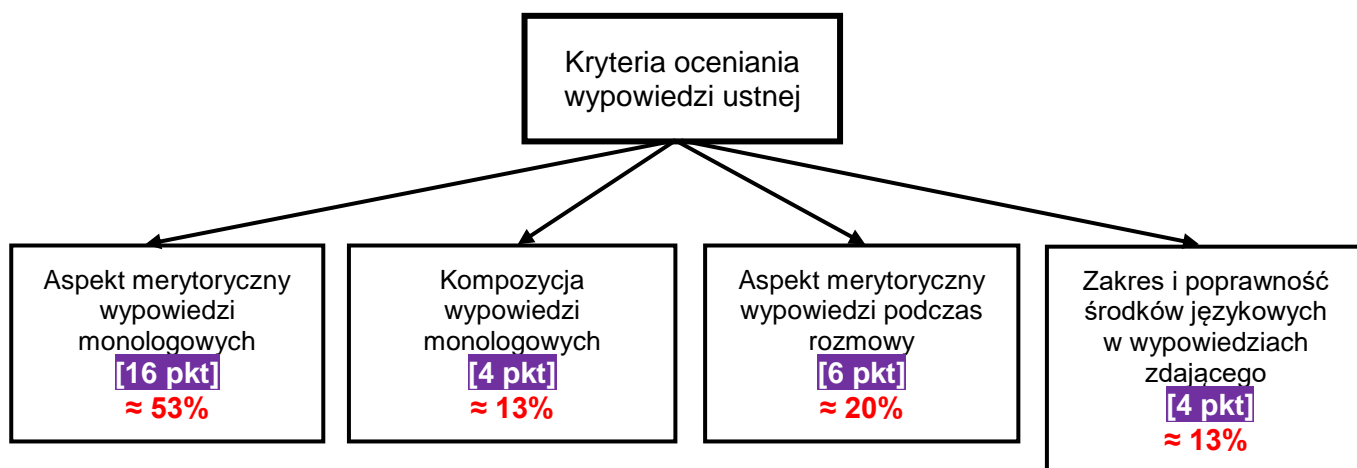 Kryteria oceniania
wypowiedzi ustnej
Aspekt merytoryczny
wypowiedzi
monologowych
[16 pkt]
≈ 53%
Kompozycja
wypowiedzi
monologowych
[4 pkt]
≈ 13%
Aspekt merytoryczny
wypowiedzi podczas
rozmowy
[6 pkt]
≈ 20%
Zakres i poprawność
środków językowych
w wypowiedziach
zdającego
[4 pkt]
≈ 13%